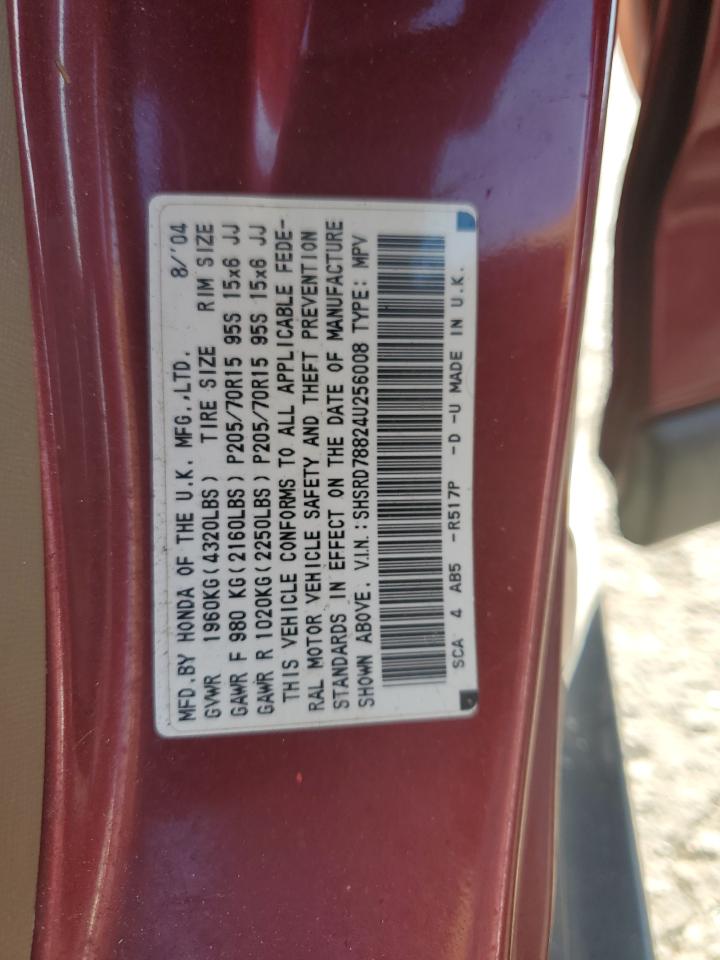 MFD.BY HONDA OF THE U.K. MFG.,LTD. 8/'04
GVWR 1960KG(4320LBS) TIRE SIZE RIM SIZE
GAWR F 980 KG(2160LBS) P205/70R15 95S 15x6 JJ
GAWR R 1020KG(2250LBS) P205/70R15 95S 15x6 JJ
THIS VEHICLE CONFORMS TO ALL APPLICABLE FEDE-
RAL MOTOR VEHICLE SAFETY AND THEFT PREVENTION
STANDARDS IN EFFECT ON THE DATE OF MANUFACTURE
SHOWN ABOVE. V.I.N.:SHSRD78824U256008 TYPE: MPV
SCA 4 AB5 -R517P -D -U MADE IN U.K.